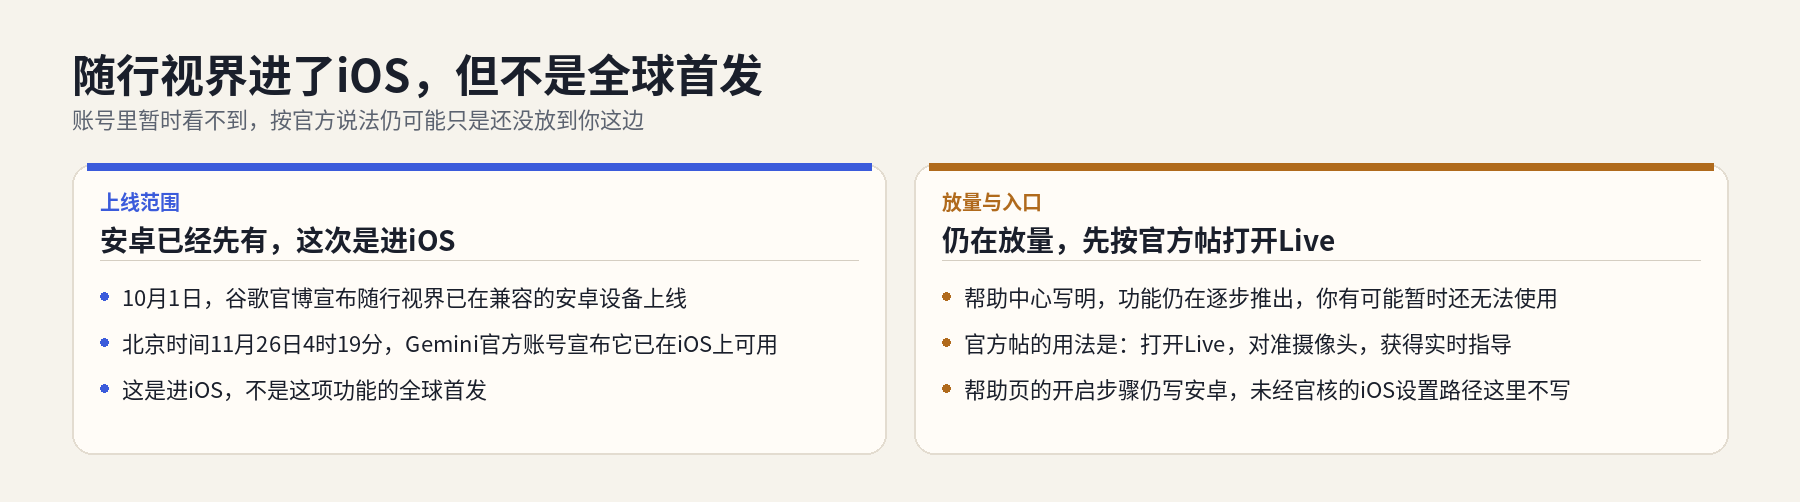 随行视界进了iOS，但不是全球首发
账号里暂时看不到，按官方说法仍可能只是还没放到你这边
上线范围
安卓已经先有，这次是进iOS
10月1日，谷歌官博宣布随行视界已在兼容的安卓设备上线
北京时间11月26日4时19分，Gemini官方账号宣布它已在iOS上可用
这是进iOS，不是这项功能的全球首发
放量与入口
仍在放量，先按官方帖打开Live
帮助中心写明，功能仍在逐步推出，你有可能暂时还无法使用
官方帖的用法是：打开Live，对准摄像头，获得实时指导
帮助页的开启步骤仍写安卓，未经官核的iOS设置路径这里不写